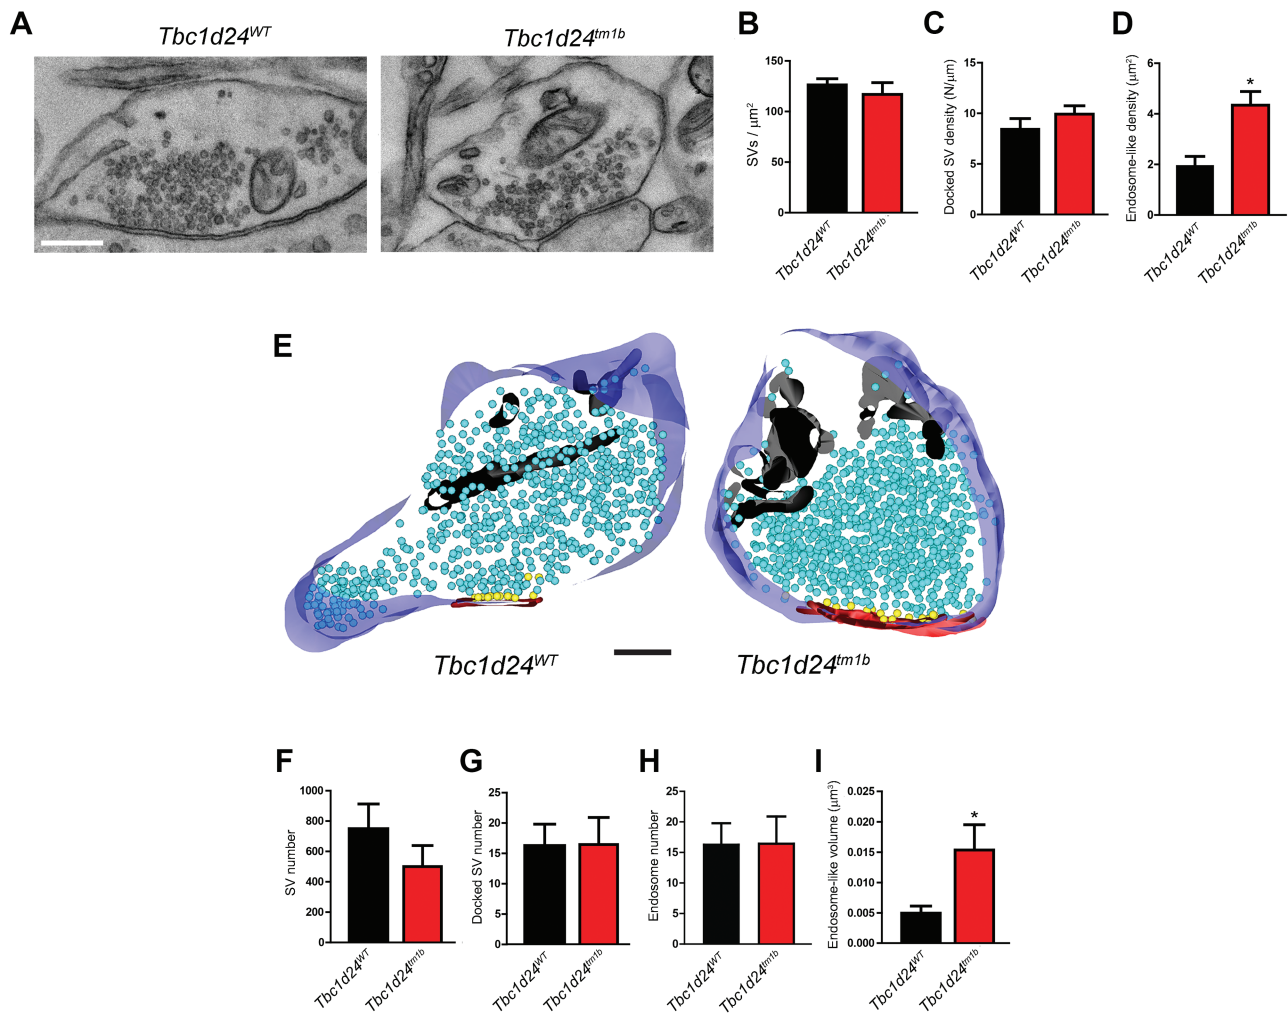 A
Tbc1d24WT
Tbc1d24tm1b
B
SVs / μm2
150
100
50
0
Tbc1d24WT
Tbc1d24tm1b
C
Docked SV density (N/μm)
15
10
5
0
Tbc1d24WT
Tbc1d24tm1b
D
Endosome-like density (μm2)
6
4
2
0
*
Tbc1d24WT
Tbc1d24tm1b
E
Tbc1d24WT
Tbc1d24tm1b
F
SV number
1000
800
600
400
200
0
Tbc1d24WT
Tbc1d24tm1b
G
Docked SV number
25
20
15
10
5
0
Tbc1d24WT
Tbc1d24tm1b
H
Endosome number
25
20
15
10
5
0
Tbc1d24WT
Tbc1d24tm1b
I
Endosome-like volume (μm3)
0.025
0.020
0.015
0.010
0.005
0.000
*
Tbc1d24WT
Tbc1d24tm1b